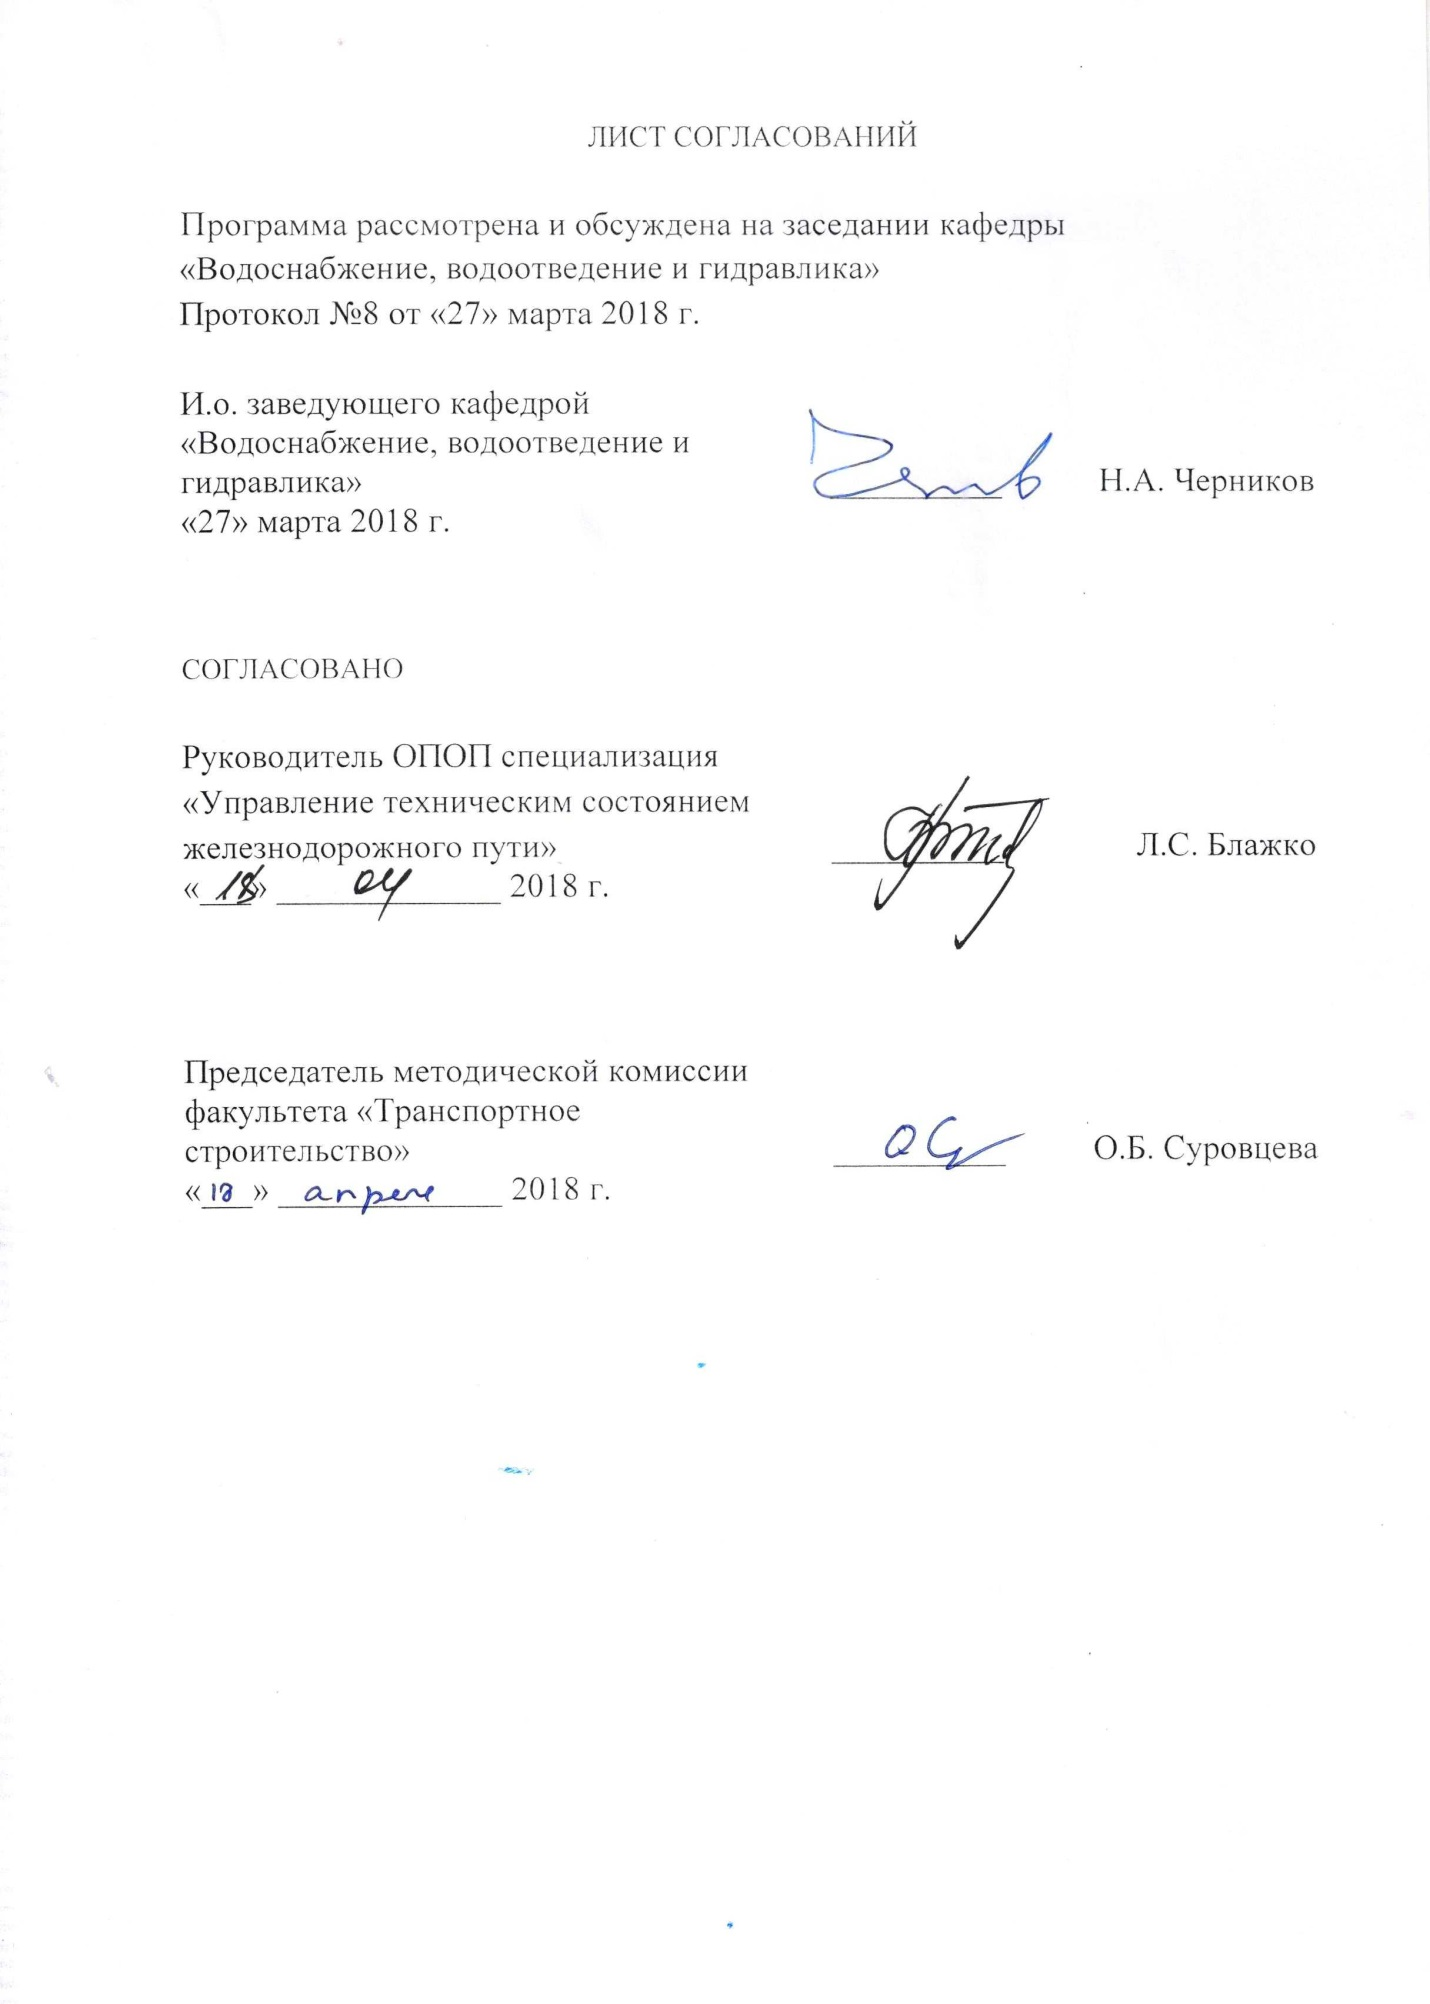 ЛИСТ СОГЛАСОВАНИЙ
Программа рассмотрена и обсуждена на заседании кафедры
«Водоснабжение, водоотведение и гидравлика»
Протокол №8 от «27» марта 2018 г.
И.о. заведующего кафедрой
«Водоснабжение, водоотведение и
гидравлика» Н.А. Черников
«27» марта 2018 г.
СОГЛАСОВАНО
Руководитель ОПОП специализация
«Управление техническим состоянием
железнодорожного пути» Л.С. Блажко
«18» 04 2018 г.
Председатель методической комиссии
факультета «Транспортное
строительство» О.Б. Суровцева
«18» апреля 2018 г.